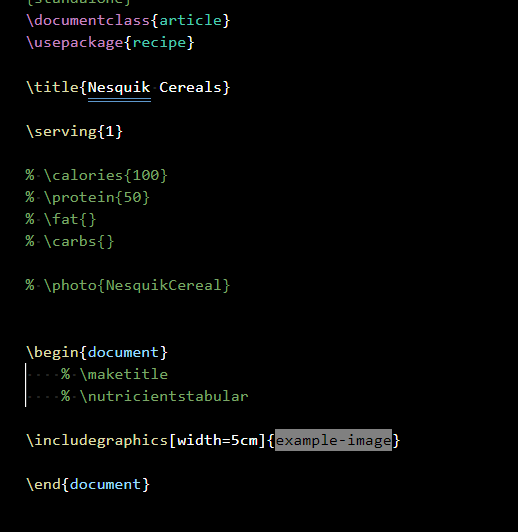 {standalone}
\documentclass{article}
\usepackage{recipe}
\title{Nesquik Cereals}
\serving{1}
% \calories{100}
% \protein{50}
% \fat{}
% \carbs{}
% \photo{NesquikCereal}
\begin{document}
% \maketitle
% \nutricientstabular
\includegraphics[width=5cm]{example-image}
\end{document}